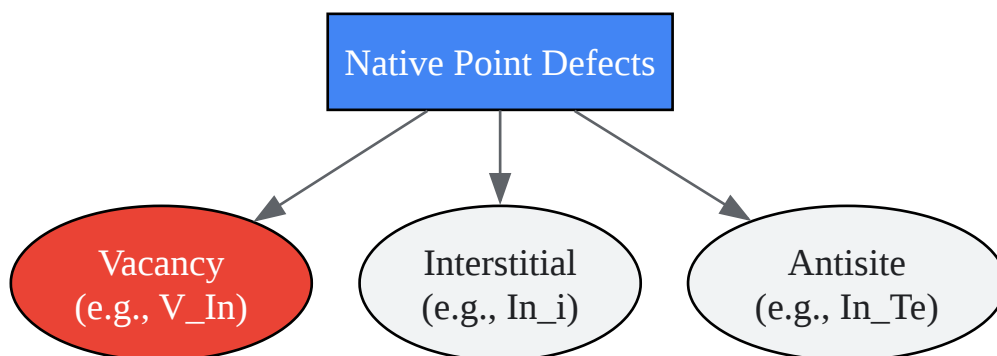 Native Point Defects
Vacancy
(e.g., V_In)
Interstitial
(e.g., In_i)
Antisite
(e.g., In_Te)